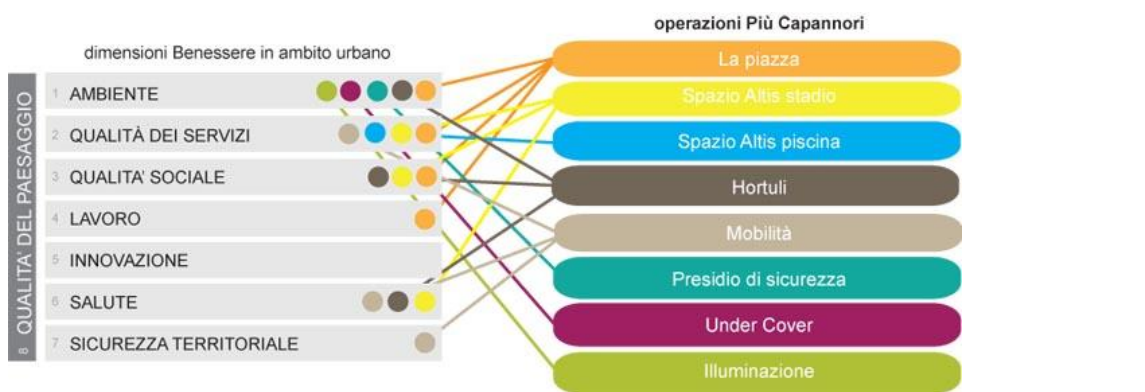 operazioni Più Capannori
dimensioni Benessere in ambito urbano
8 QUALITA' DEL PAESAGGIO
1 AMBIENTE
2 QUALITÀ DEI SERVIZI
3 QUALITA' SOCIALE
4 LAVORO
5 INNOVAZIONE
6 SALUTE
7 SICUREZZA TERRITORIALE
La piazza
Spazio Altis stadio
Spazio Altis piscina
Hortuli
Mobilità
Presidio di sicurezza
Under Cover
Illuminazione